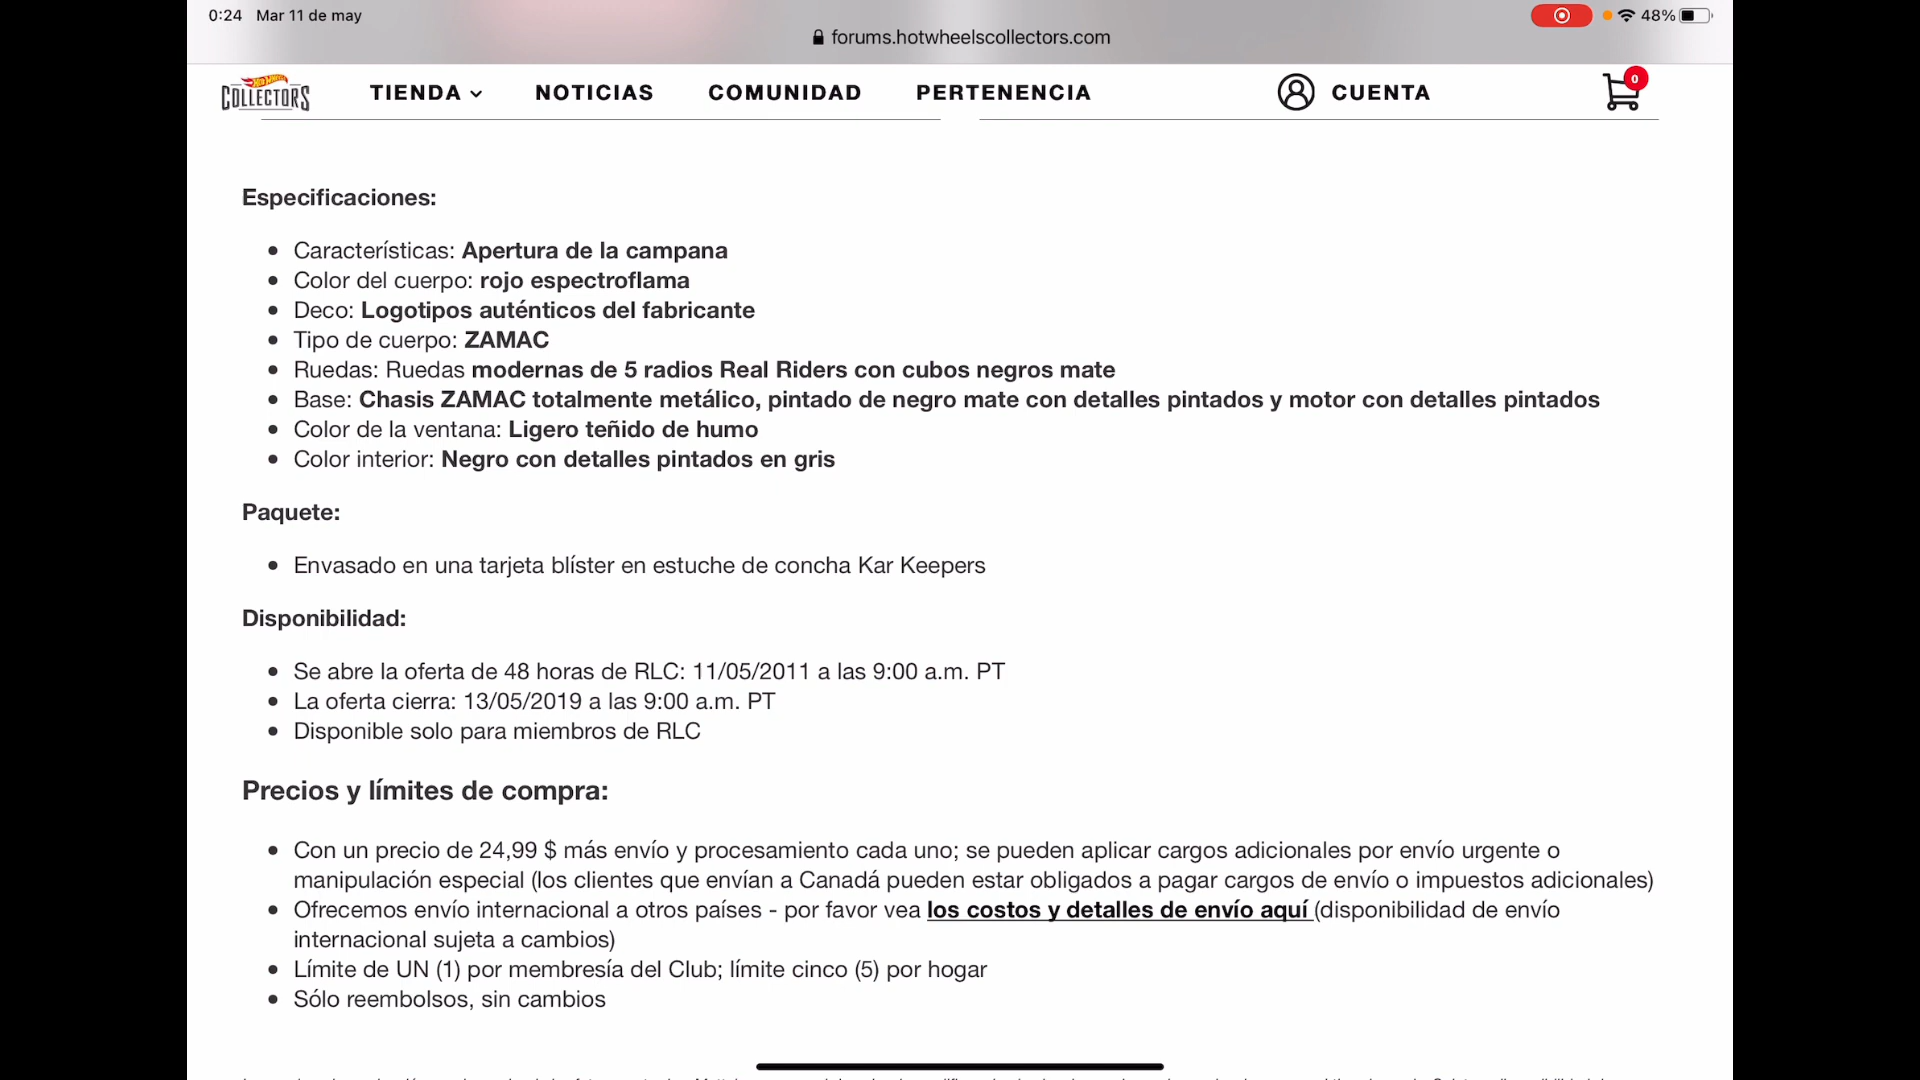 0:24 Mar 11 de may
48%
forums.hotwheelscollectors.com
HOT WHEELS
COLLECTORS
TIENDA
NOTICIAS
COMUNIDAD
PERTENENCIA
CUENTA
0
Especificaciones:
Características: Apertura de la campana
Color del cuerpo: rojo espectroflama
Deco: Logotipos auténticos del fabricante
Tipo de cuerpo: ZAMAC
Ruedas: Ruedas modernas de 5 radios Real Riders con cubos negros mate
Base: Chasis ZAMAC totalmente metálico, pintado de negro mate con detalles pintados y motor con detalles pintados
Color de la ventana: Ligero teñido de humo
Color interior: Negro con detalles pintados en gris
Paquete:
Envasado en una tarjeta blíster en estuche de concha Kar Keepers
Disponibilidad:
Se abre la oferta de 48 horas de RLC: 11/05/2011 a las 9:00 a.m. PT
La oferta cierra: 13/05/2019 a las 9:00 a.m. PT
Disponible solo para miembros de RLC
Precios y límites de compra:
Con un precio de 24,99 $ más envío y procesamiento cada uno; se pueden aplicar cargos adicionales por envío urgente o
manipulación especial (los clientes que envían a Canadá pueden estar obligados a pagar cargos de envío o impuestos adicionales)
Ofrecemos envío internacional a otros países - por favor vea los costos y detalles de envío aquí (disponibilidad de envío
internacional sujeta a cambios)
Límite de UN (1) por membresía del Club; límite cinco (5) por hogar
Sólo reembolsos, sin cambios